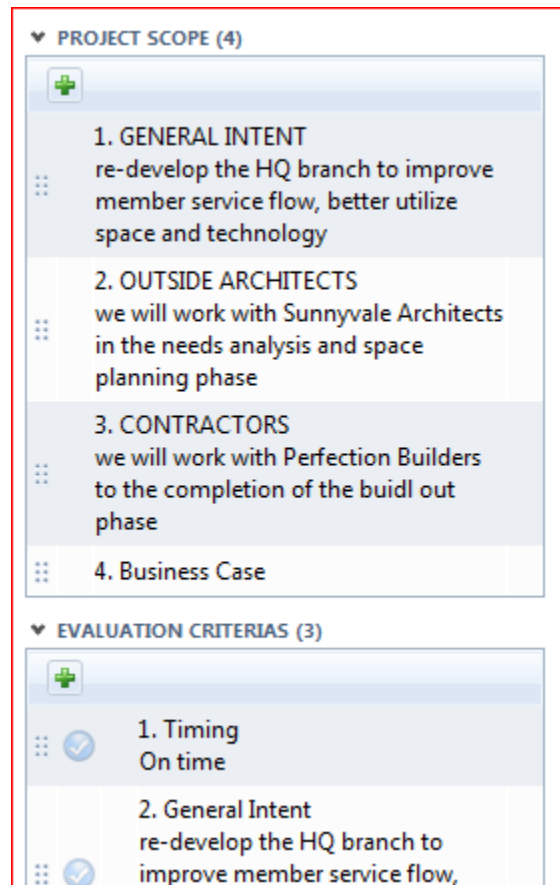 PROJECT SCOPE (4)
1. GENERAL INTENT
re-develop the HQ branch to improve
member service flow, better utilize
space and technology
2. OUTSIDE ARCHITECTS
we will work with Sunnyvale Architects
in the needs analysis and space
planning phase
3. CONTRACTORS
we will work with Perfection Builders
to the completion of the buidl out
phase
4. Business Case
EVALUATION CRITERIAS (3)
1. Timing
On time
2. General Intent
re-develop the HQ branch to
improve member service flow,